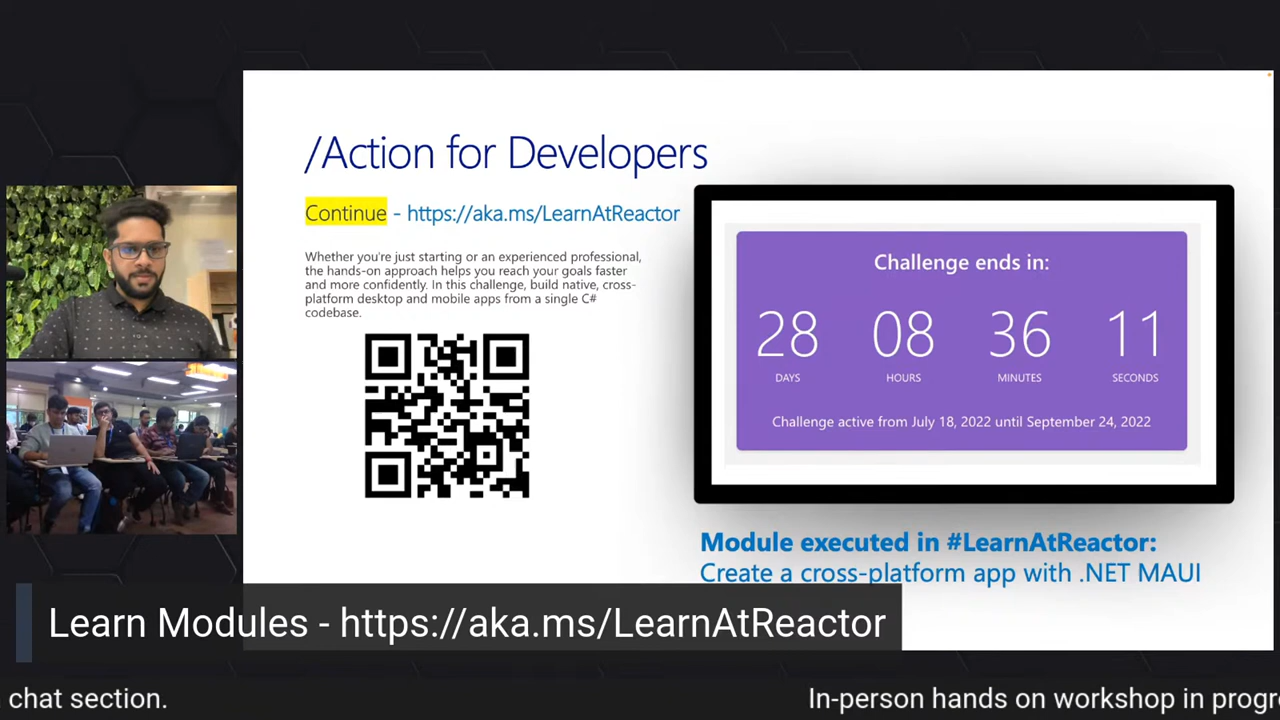 /Action for Developers
Continue - https://aka.ms/LearnAtReactor
Whether you're just starting or an experienced professional,
the hands-on approach helps you reach your goals faster
and more confidently. In this challenge, build native, cross-
platform desktop and mobile apps from a single C#
codebase.
Challenge ends in:
28 08 36 11
DAYS HOURS MINUTES SECONDS
Challenge active from July 18, 2022 until September 24, 2022
Module executed in #LearnAtReactor:
Create a cross-platform app with .NET MAUI
Learn Modules - https://aka.ms/LearnAtReactor
chat section. In-person hands on workshop in progr